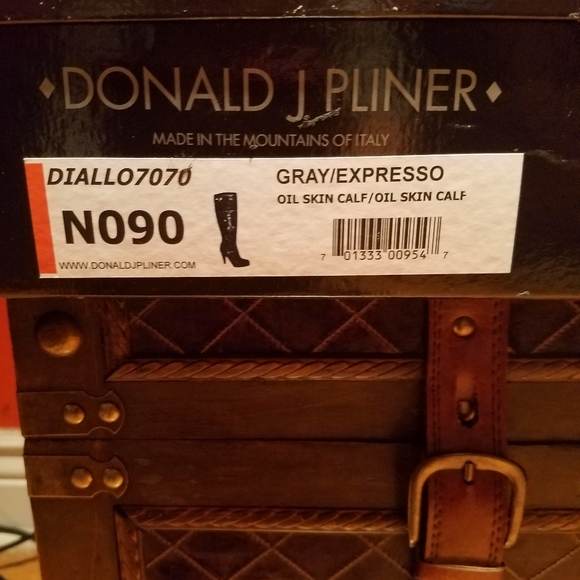 DONALD J PLINER
MADE IN THE MOUNTAINS OF ITALY
DIALLO7070
GRAY/EXPRESSO
OIL SKIN CALF/OIL SKIN CALF
N090
WWW.DONALDJPLINER.COM
7 01333 00954 7